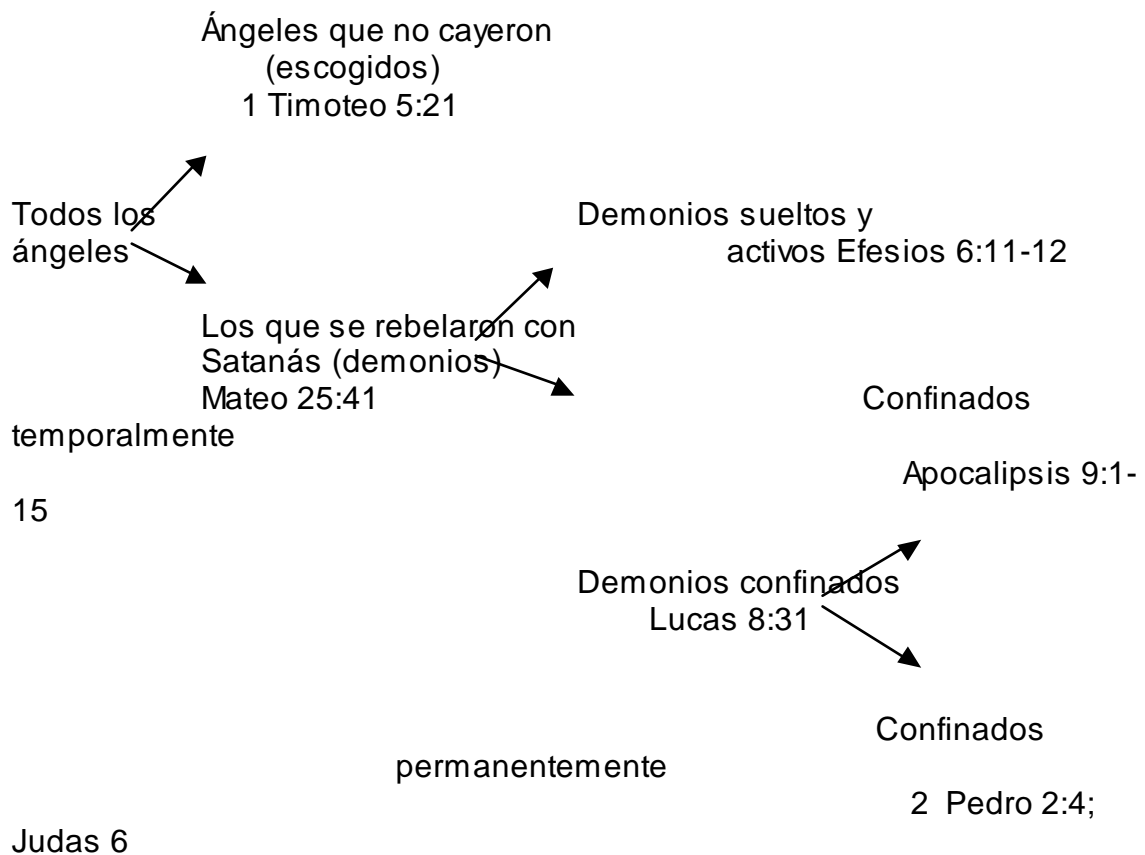 Ángeles que no cayeron
(escogidos)
1 Timoteo 5:21
Todos los
ángeles
Demonios sueltos y
activos Efesios 6:11-12
Los que se rebelaron con
Satanás (demonios)
Mateo 25:41
Confinados
temporalmente
Apocalipsis 9:1-
15
Demonios confinados
Lucas 8:31
Confinados
permanentemente
2 Pedro 2:4;
Judas 6